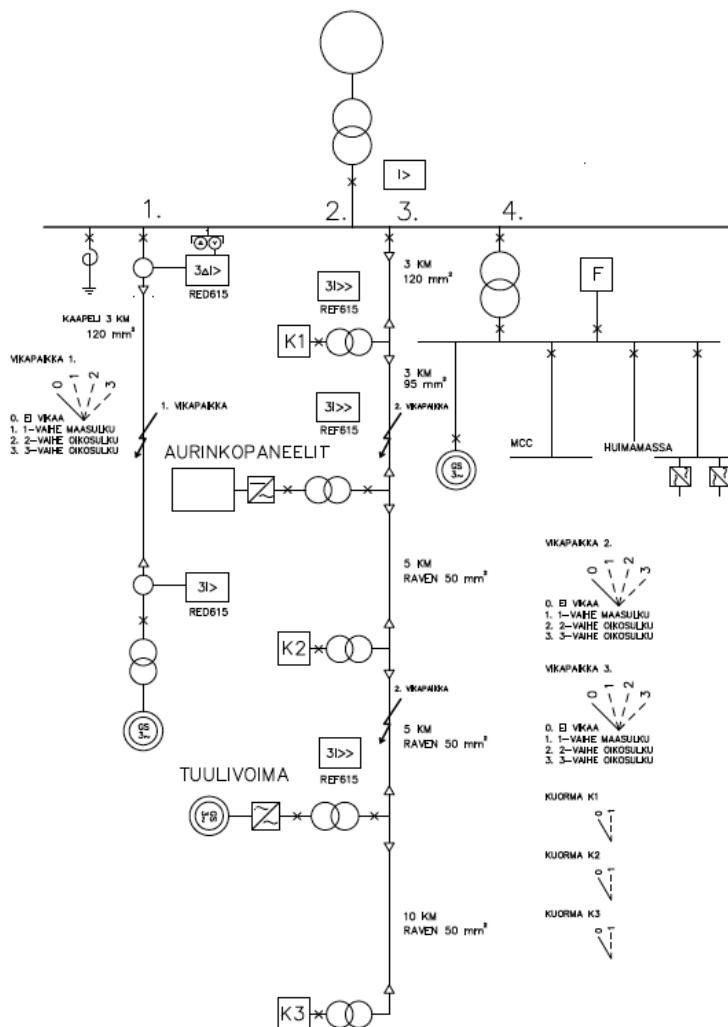 I>
1.
2.
3.
4.
3ΔI>
RED615
3I>>
REF615
3 KM
120 mm²
F
KAAPELI 3 KM
120 mm²
K1
VIKAPAIKKA 1.
0 1 2 3
0. EI VIKAA
1. 1-VAIHE MAASULKU
2. 2-VAIHE OIKOSULKU
3. 3-VAIHE OIKOSULKU
1. VIKAPAIKKA
3 KM
95 mm²
3I>>
REF615
2. VIKAPAIKKA
AURINKOPANEELIT
GS
3~
MCC
HUIMAMASSA
5 KM
RAVEN 50 mm²
VIKAPAIKKA 2.
0 1 2 3
0. EI VIKAA
1. 1-VAIHE MAASULKU
2. 2-VAIHE OIKOSULKU
3. 3-VAIHE OIKOSULKU
3I>
RED615
K2
GS
3~
2. VIKAPAIKKA
5 KM
RAVEN 50 mm²
VIKAPAIKKA 3.
0 1 2 3
0. EI VIKAA
1. 1-VAIHE MAASULKU
2. 2-VAIHE OIKOSULKU
3. 3-VAIHE OIKOSULKU
3I>>
REF615
TUULIVOIMA
KUORMA K1
0 1
KUORMA K2
0 1
10 KM
RAVEN 50 mm²
KUORMA K3
0 1
K3